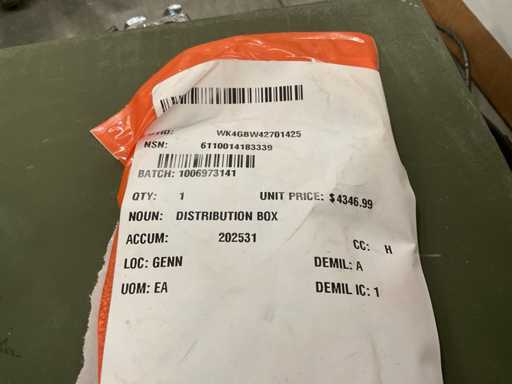 WK4GBW42701425
NSN: 6110014183339
BATCH: 1006973141
QTY: 1 UNIT PRICE: $4346.99
NOUN: DISTRIBUTION BOX
ACCUM: 202531 CC: H
LOC: GENN DEMIL: A
UOM: EA DEMIL IC: 1